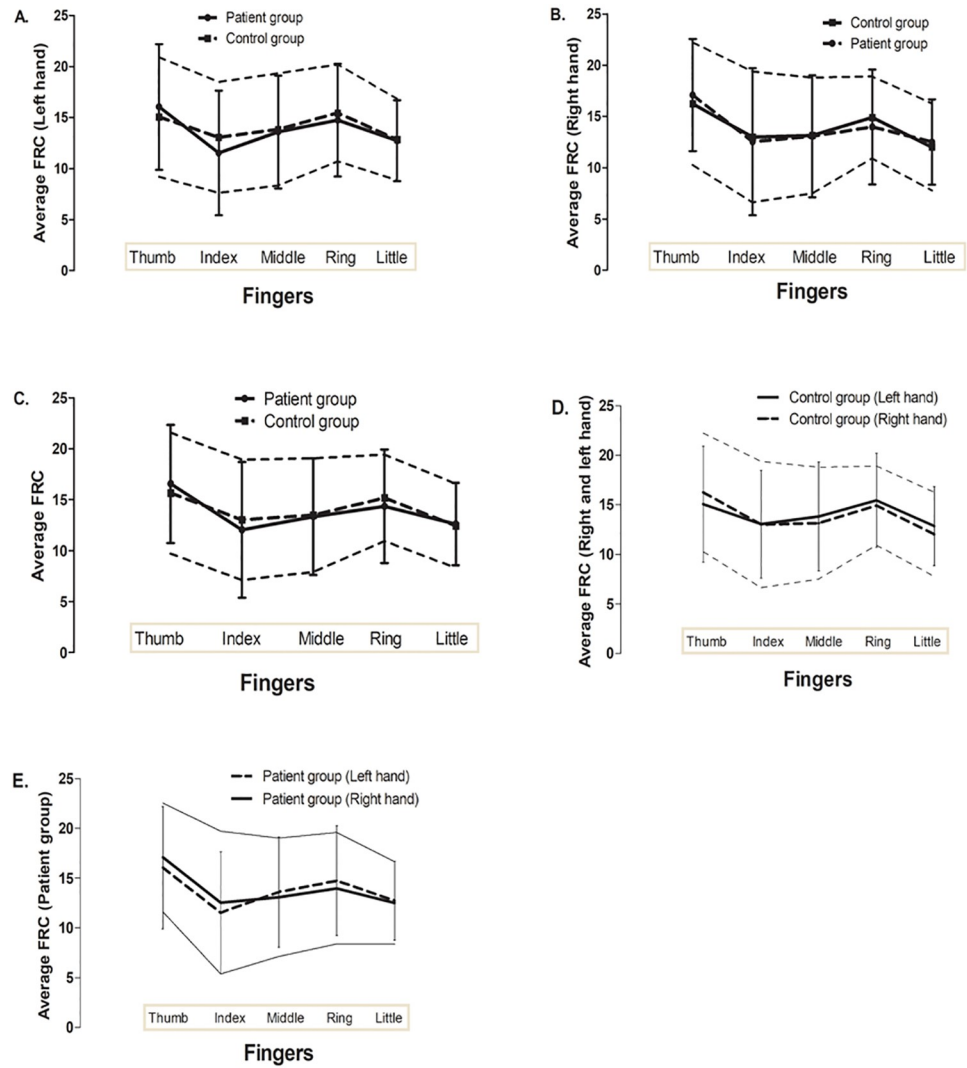 A.
Patient group
Control group
Average FRC (Left hand)
25
20
15
10
5
0
Thumb Index Middle Ring Little
Fingers
B.
Control group
Patient group
Average FRC (Right hand)
25
20
15
10
5
0
Thumb Index Middle Ring Little
Fingers
C.
Patient group
Control group
Average FRC
25
20
15
10
5
0
Thumb Index Middle Ring Little
Fingers
D.
Control group (Left hand)
Control group (Right hand)
Average FRC (Right and left hand)
25
20
15
10
5
0
Thumb Index Middle Ring Little
Fingers
E.
Patient group (Left hand)
Patient group (Right hand)
Average FRC (Patient group)
25
20
15
10
5
0
Thumb Index Middle Ring Little
Fingers